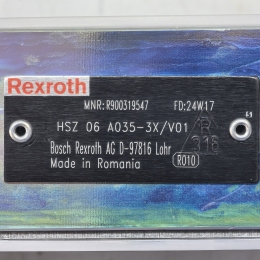 Rexroth
MNR:R900319547 FD:24W17
HSZ 06 A035-3X/V01
Bosch Rexroth AG D-97816 Lohr
Made in Romania
316
R010